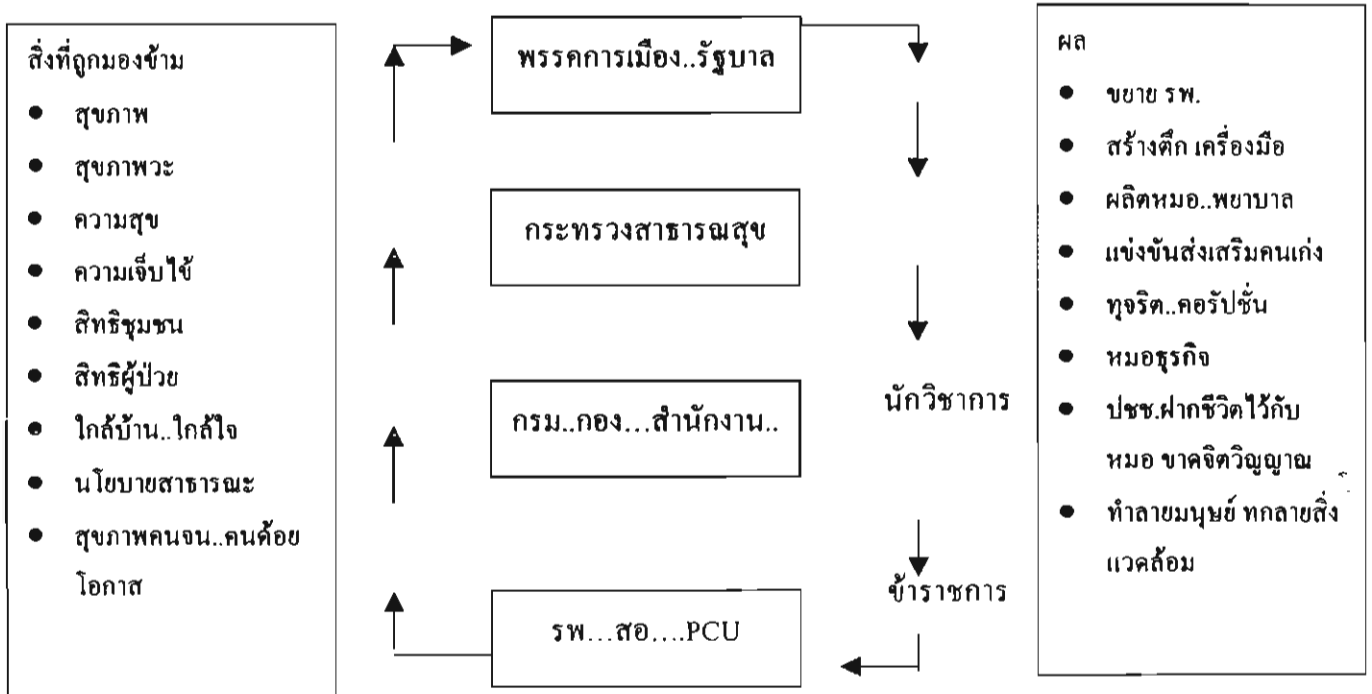 สิ่งที่ถูกมองข้าม
● สุขภาพ
● สุขภาพวะ
● ความสุข
● ความเจ็บไข้
● สิทธิชุมชน
● สิทธิผู้ป่วย
● ใกล้บ้าน..ใกล้ใจ
● นโยบายสาธารณะ
● สุขภาพคนจน..คนด้อย
โอกาส
พรรคการเมือง..รัฐบาล
กระทรวงสาธารณสุข
กรม..กอง...สำนักงาน..
รพ...สอ....PCU
นักวิชาการ
ข้าราชการ
ผล
● ขยาย รพ.
● สร้างตึก เครื่องมือ
● ผลิตหมอ..พยาบาล
● แข่งขันส่งเสริมคนเก่ง
● ทุจริต..คอรัปชั่น
● หมอธุรกิจ
● ปชช.ฝากชีวิตไว้กับ
หมอ ขาดจิตวิญญาณ
● ทำลายมนุษย์ ทกลายสิ่ง
แวดล้อม